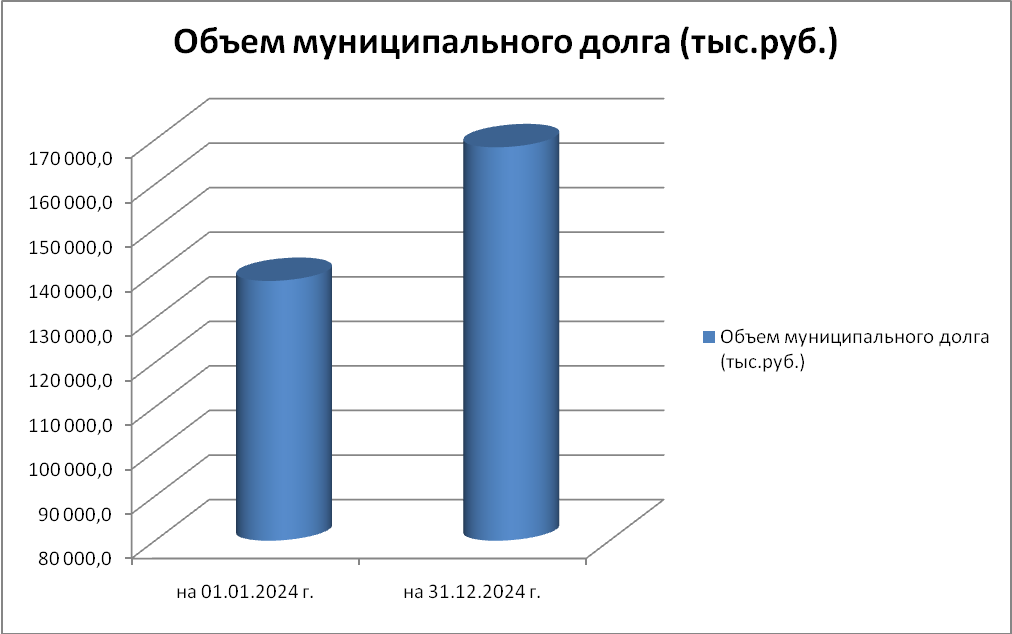 Объем муниципального долга (тыс.руб.)
170 000,0
160 000,0
150 000,0
140 000,0
130 000,0
120 000,0
110 000,0
100 000,0
90 000,0
80 000,0
на 01.01.2024 г.
на 31.12.2024 г.
Объем муниципального долга
(тыс.руб.)